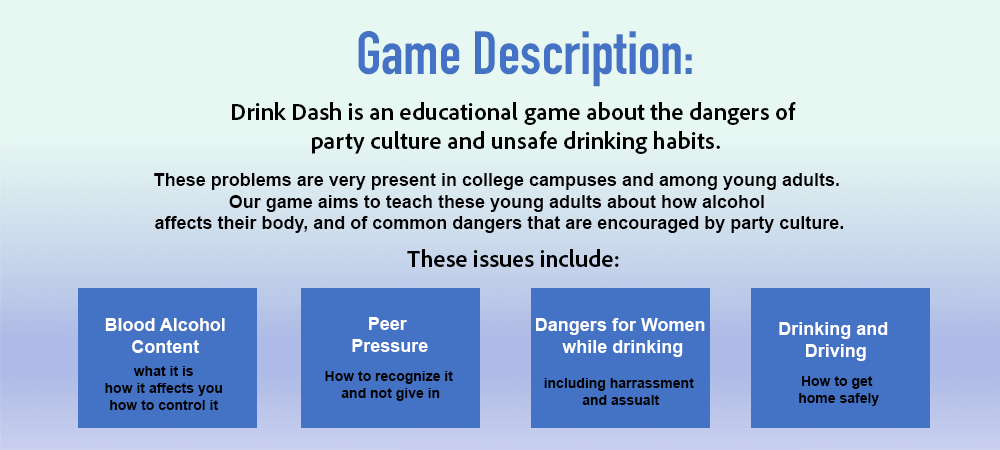 Game Description:
Drink Dash is an educational game about the dangers of
party culture and unsafe drinking habits.
These problems are very present in college campuses and among young adults.
Our game aims to teach these young adults about how alcohol
affects their body, and of common dangers that are encouraged by party culture.
These issues include:
Blood Alcohol
Content
what it is
how it affects you
how to control it
Peer
Pressure
How to recognize it
and not give in
Dangers for Women
while drinking
including harrassment
and assualt
Drinking and
Driving
How to get
home safely